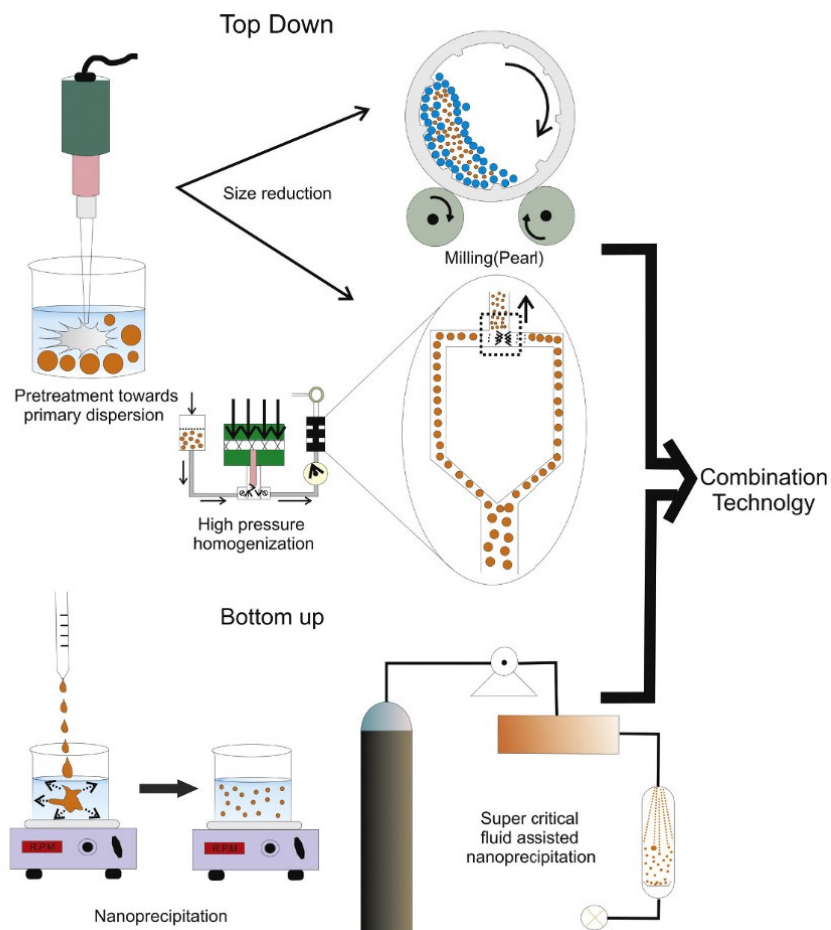 Top Down
Size reduction
Milling(Pearl)
Pretreatment towards
primary dispersion
High pressure
homogenization
Combination
Technolgy
Bottom up
R.P.M
R.P.M
Super critical
fluid assisted
nanoprecipitation
Nanoprecipitation